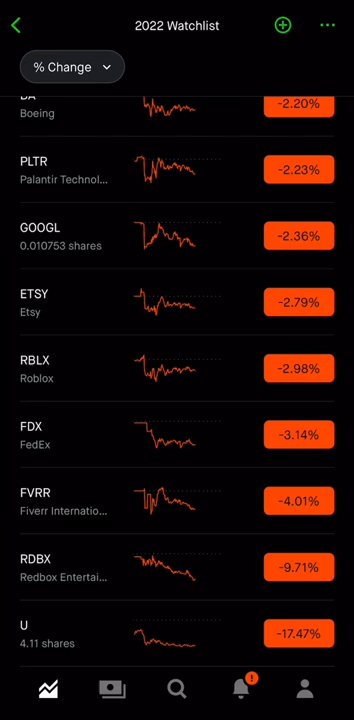 2022 Watchlist
% Change
BA
Boeing
-2.20%
PLTR
Palantir Technol...
-2.23%
GOOGL
0.010753 shares
-2.36%
ETSY
Etsy
-2.79%
RBLX
Roblox
-2.98%
FDX
FedEx
-3.14%
FVRR
Fiverr Internatio...
-4.01%
RDBX
Redbox Entertai...
-9.71%
U
4.11 shares
-17.47%
!